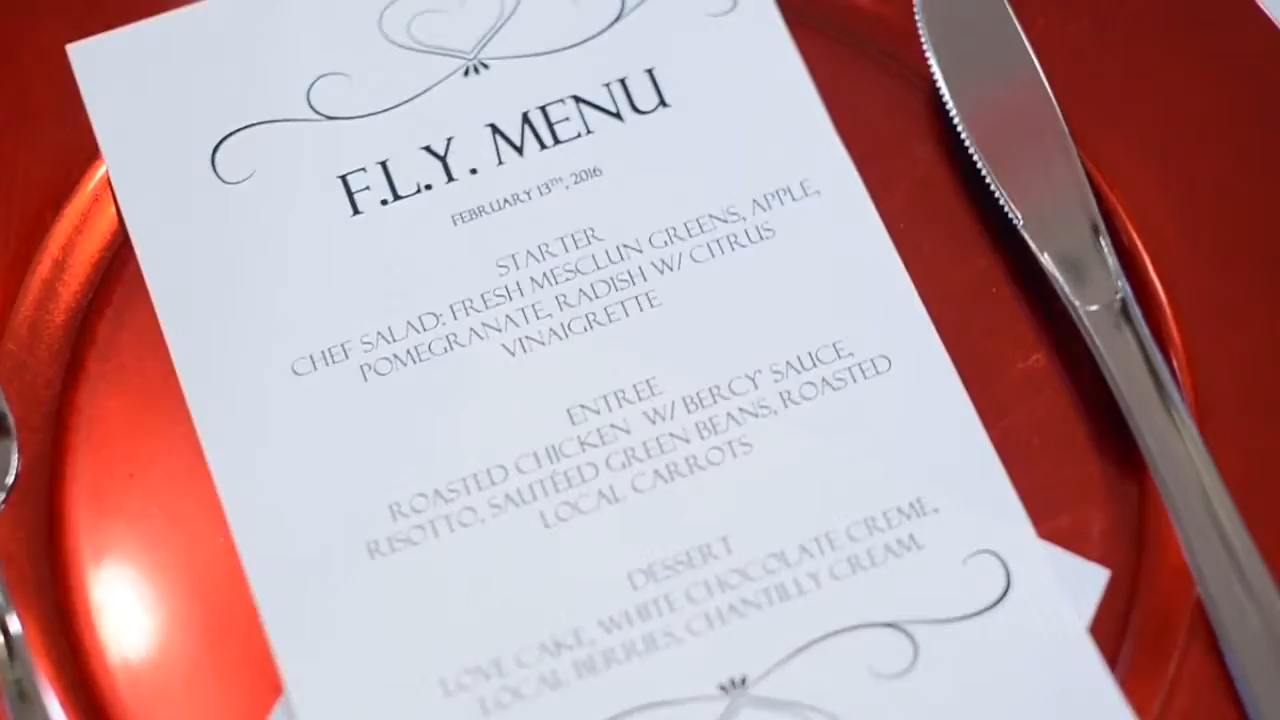 F.L.Y. MENU
FEBRUARY 13TH, 2016
STARTER
CHEF SALAD: FRESH MESCLUN GREENS, APPLE,
POMEGRANATE, RADISH W/ CITRUS
VINAIGRETTE
ENTREE
ROASTED CHICKEN W/ BERCY' SAUCE,
RISOTTO, SAUTÉED GREEN BEANS, ROASTED
LOCAL CARROTS
DESSERT
LOVE CAKE, WHITE CHOCOLATE CREME,
LOCAL BERRIES, CHANTILLY CREAM.